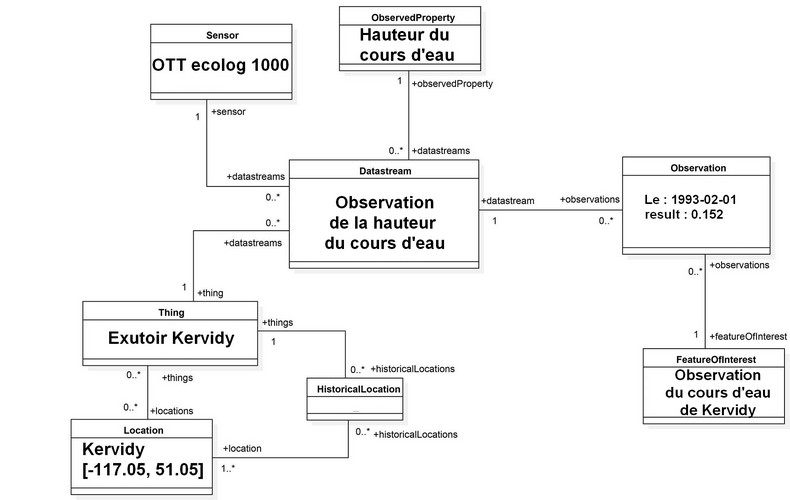 Sensor
OTT ecolog 1000
ObservedProperty
Hauteur du
cours d'eau
1
+sensor
1
+observedProperty
0..*
+datastreams
+datastreams
0..*
Datastream
Observation
de la hauteur
du cours d'eau
0..*
+datastreams
+datastream
1
+observations
0..*
Observation
Le : 1993-02-01
result : 0.152
0..*
+observations
1
+featureOfInterest
FeatureOfInterest
Observation
du cours d'eau
de Kervidy
1
+thing
Thing
Exutoir Kervidy
+things
1
0..*
+historicalLocations
HistoricalLocation
...
0..*
+historicalLocations
0..*
+things
0..*
+locations
Location
Kervidy
[-117.05, 51.05]
+location
1..*